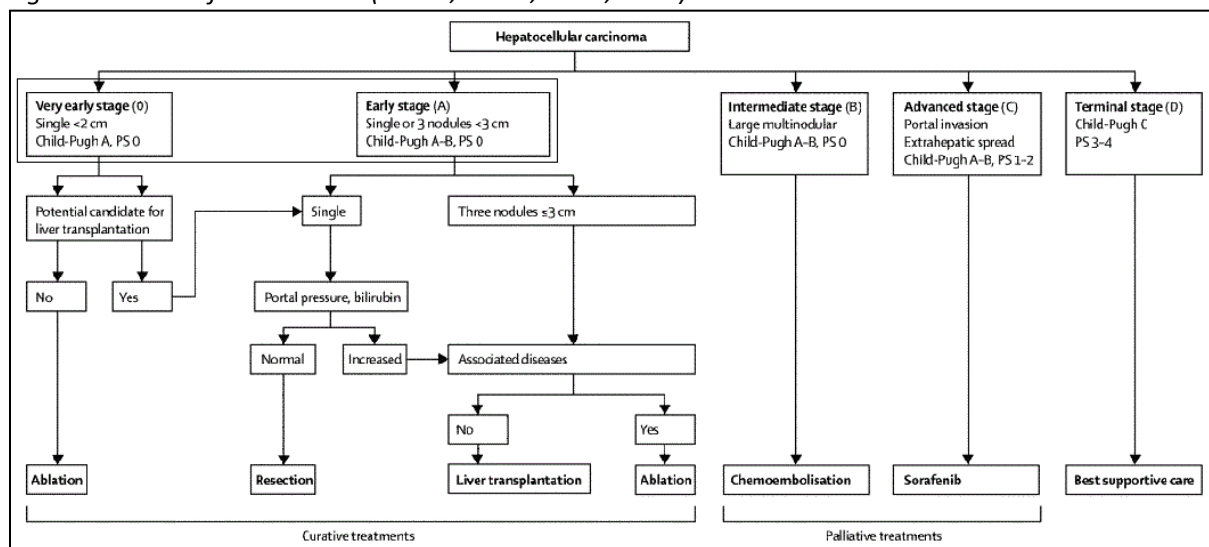 Hepatocellular carcinoma
Very early stage (0)
Single <2 cm
Child-Pugh A, PS 0
Early stage (A)
Single or 3 nodules <3 cm
Child-Pugh A-B, PS 0
Intermediate stage (B)
Large multinodular
Child-Pugh A-B, PS 0
Advanced stage (C)
Portal invasion
Extrahepatic spread
Child-Pugh A-B, PS 1-2
Terminal stage (D)
Child-Pugh C
PS 3-4
Potential candidate for
liver transplantation
Single
Three nodules ≤3 cm
No
Yes
Portal pressure, bilirubin
Normal
Increased
Associated diseases
No
Yes
Ablation
Resection
Liver transplantation
Ablation
Chemoembolisation
Sorafenib
Best supportive care
Curative treatments
Palliative treatments